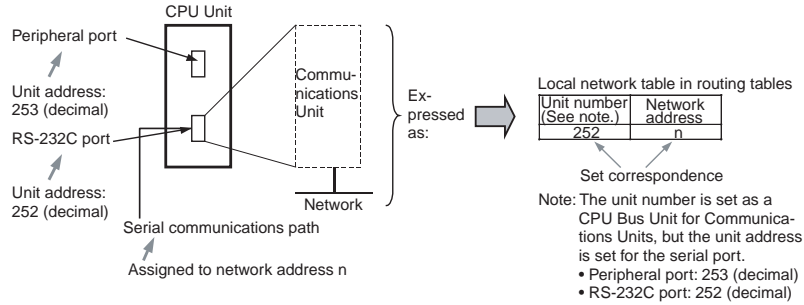 CPU Unit
Peripheral port
Unit address:
253 (decimal)
RS-232C port
Unit address:
252 (decimal)
Commu-
nications
Unit
Network
Serial communications path
Assigned to network address n
Ex-
pressed
as:
Local network table in routing tables
Unit number
(See note.)
Network
address
252
n
Set correspondence
Note: The unit number is set as a
CPU Bus Unit for Communica-
tions Units, but the unit address
is set for the serial port.
• Peripheral port: 253 (decimal)
• RS-232C port: 252 (decimal)